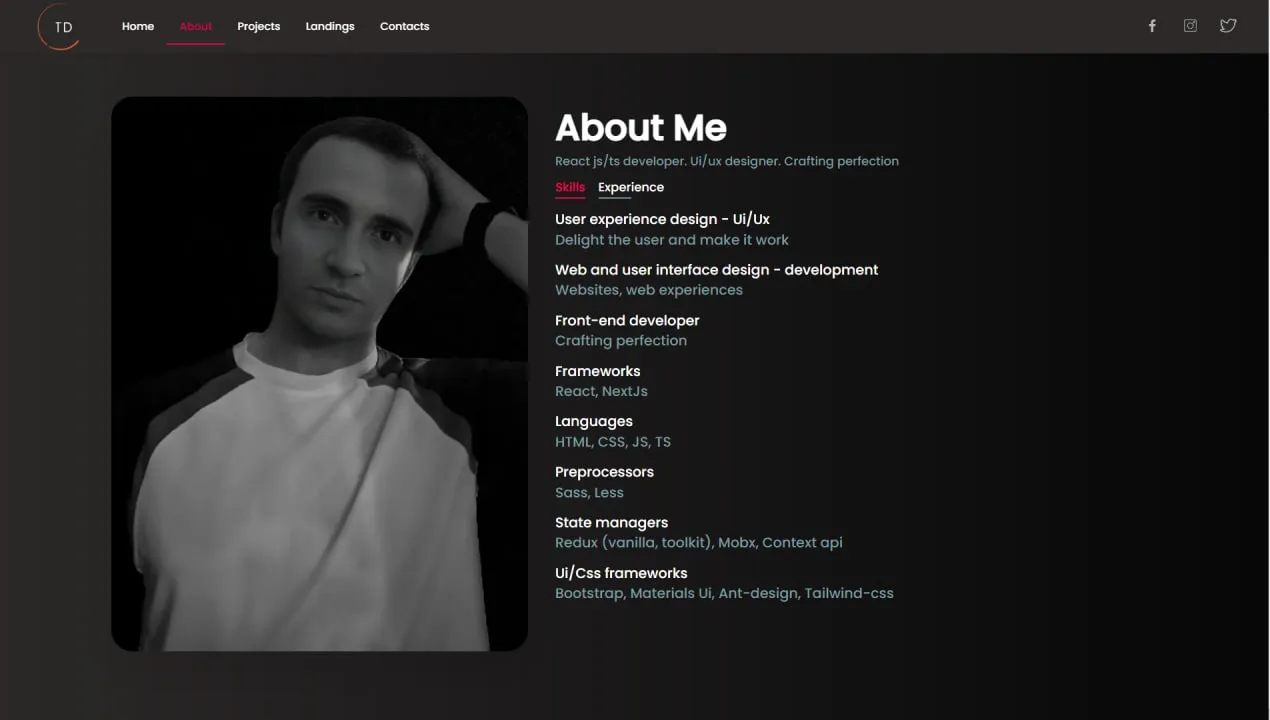 TD
Home About Projects Landings Contacts
About Me
React js/ts developer. Ui/ux designer. Crafting perfection
Skills Experience
User experience design - Ui/Ux
Delight the user and make it work
Web and user interface design - development
Websites, web experiences
Front-end developer
Crafting perfection
Frameworks
React, NextJs
Languages
HTML, CSS, JS, TS
Preprocessors
Sass, Less
State managers
Redux (vanilla, toolkit), Mobx, Context api
Ui/Css frameworks
Bootstrap, Materials Ui, Ant-design, Tailwind-css